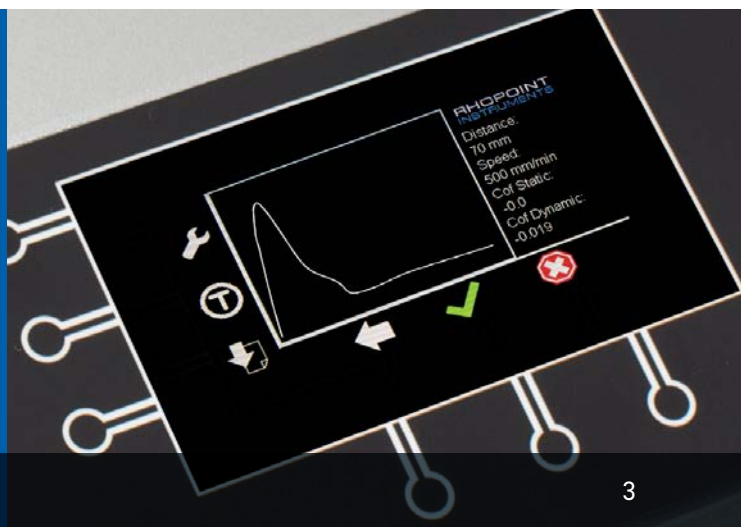 RHOPOINT
INSTRUMENTS
Distance:
70 mm
Speed:
500 mm/min
Cof Static:
-0.0
Cof Dynamic:
-0.019
T
3